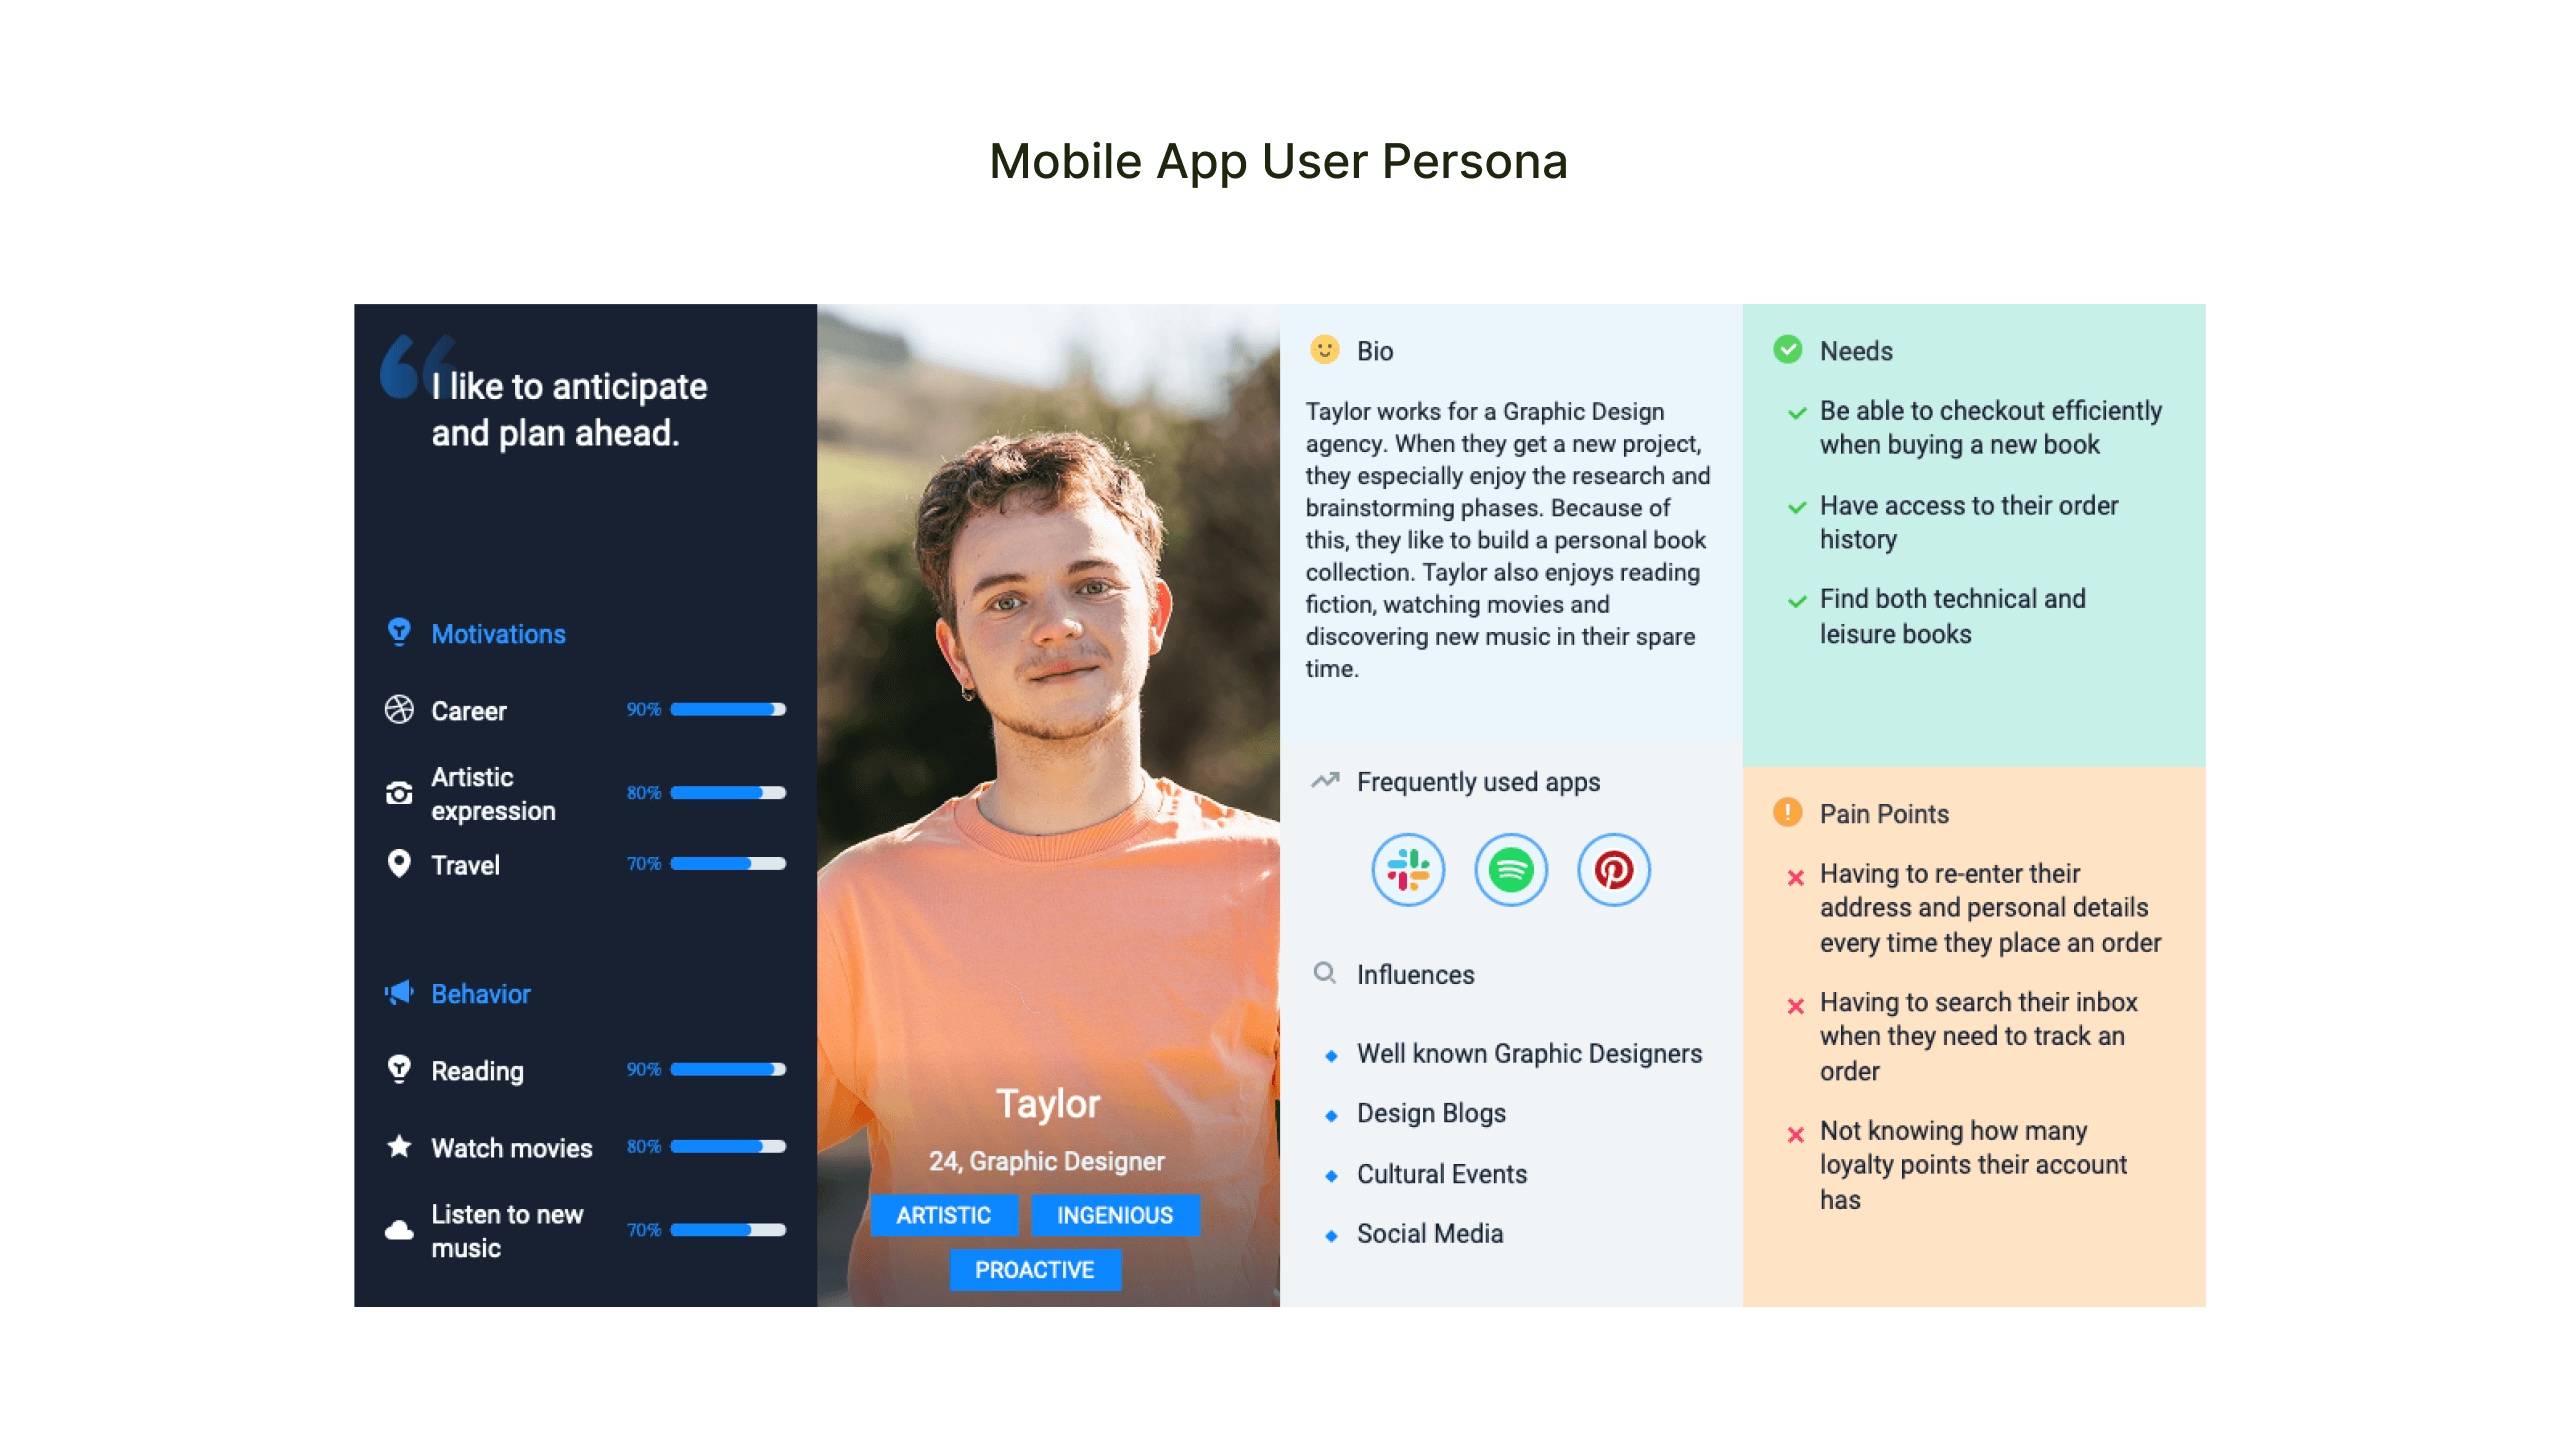 Mobile App User Persona
I like to anticipate
and plan ahead.
Motivations
Career 90%
Artistic
expression 80%
Travel 70%
Behavior
Reading 90%
Watch movies 80%
Listen to new
music 70%
Taylor
24, Graphic Designer
ARTISTIC INGENIOUS
PROACTIVE
Bio
Taylor works for a Graphic Design
agency. When they get a new project,
they especially enjoy the research and
brainstorming phases. Because of
this, they like to build a personal book
collection. Taylor also enjoys reading
fiction, watching movies and
discovering new music in their spare
time.
Frequently used apps
Influences
Well known Graphic Designers
Design Blogs
Cultural Events
Social Media
Needs
Be able to checkout efficiently
when buying a new book
Have access to their order
history
Find both technical and
leisure books
Pain Points
Having to re-enter their
address and personal details
every time they place an order
Having to search their inbox
when they need to track an
order
Not knowing how many
loyalty points their account
has